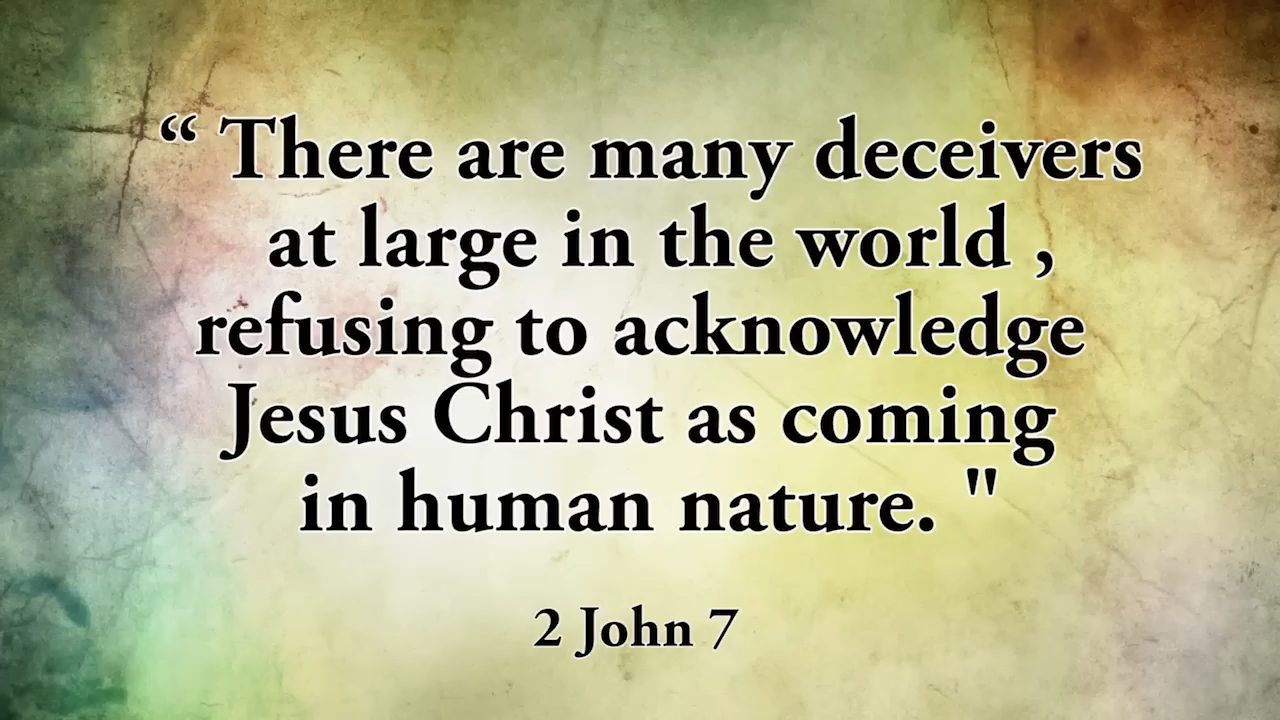 “ There are many deceivers
at large in the world ,
refusing to acknowledge
Jesus Christ as coming
in human nature. "
2 John 7